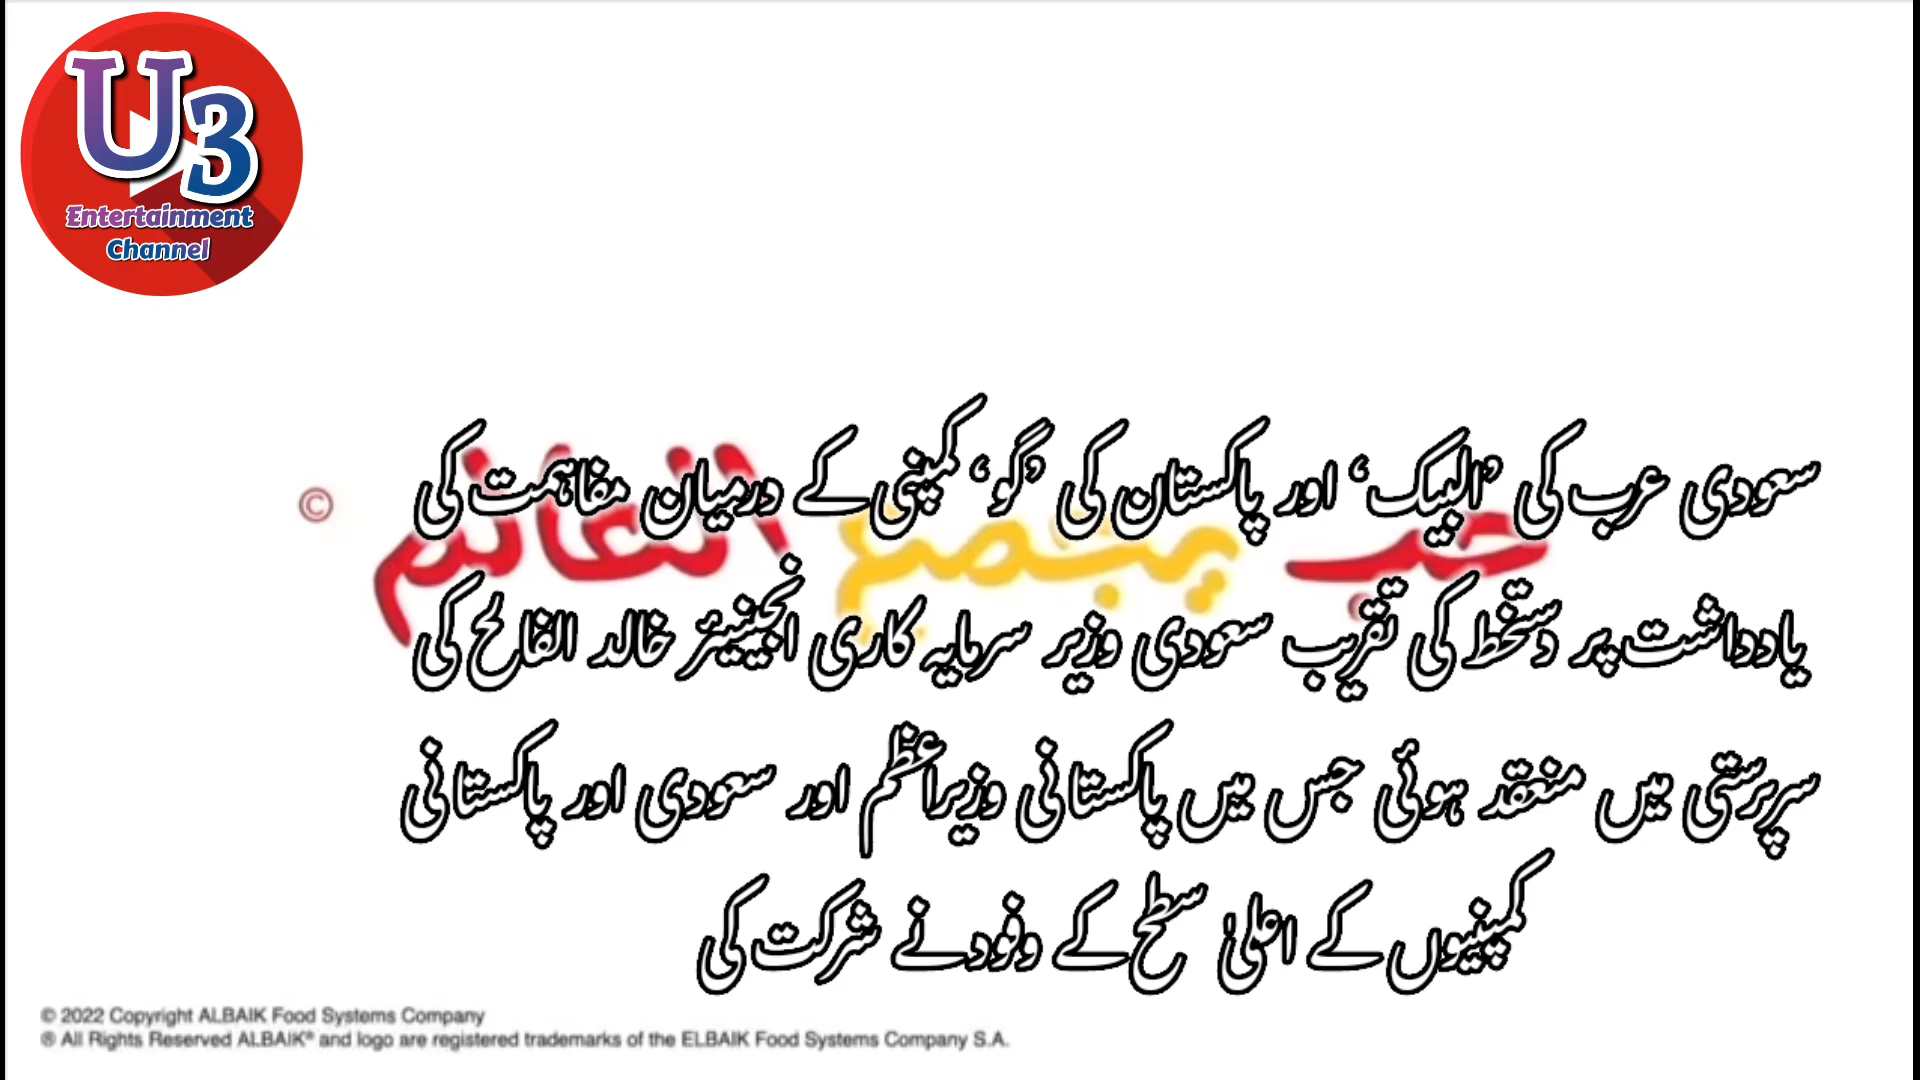 U3
Entertainment
Channel
سعودی عرب کی ’البیک‘ اور پاکستان کی ’گو‘ کمپنی کے درمیان مفاہمت کی
©
حب يصنع العالم
یادداشت پر دستخط کی تقریب سعودی وزیر سرمایہ کاری انجینیئر خالد الفالح کی
سرپرستی میں منعقد ہوئی جس میں پاکستانی وزیراعظم اور سعودی اور پاکستانی
کمپنیوں کے اعلیٰ سطح کے وفود نے شرکت کی
© 2022 Copyright ALBAIK Food Systems Company
® All Rights Reserved ALBAIK® and logo are registered trademarks of the ELBAIK Food Systems Company S.A.